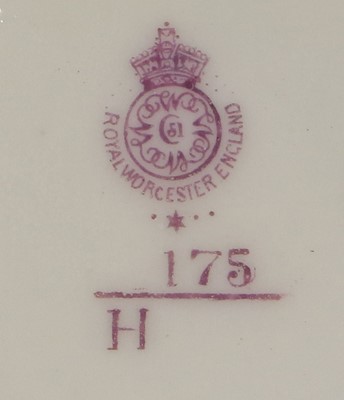 C 51
ROYAL WORCESTER ENGLAND
175
H